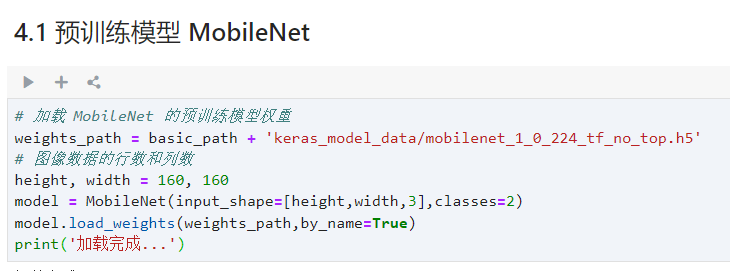 4.1 预训练模型 MobileNet
# 加载 MobileNet 的预训练模型权重
weights_path = basic_path + 'keras_model_data/mobilenet_1_0_224_tf_no_top.h5'
# 图像数据的行数和列数
height, width = 160, 160
model = MobileNet(input_shape=[height,width,3],classes=2)
model.load_weights(weights_path,by_name=True)
print('加载完成...')